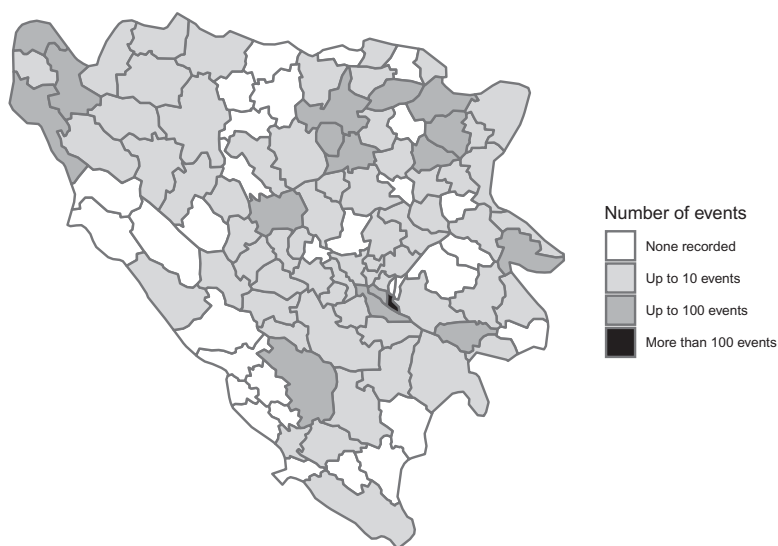 Number of events
None recorded
Up to 10 events
Up to 100 events
More than 100 events